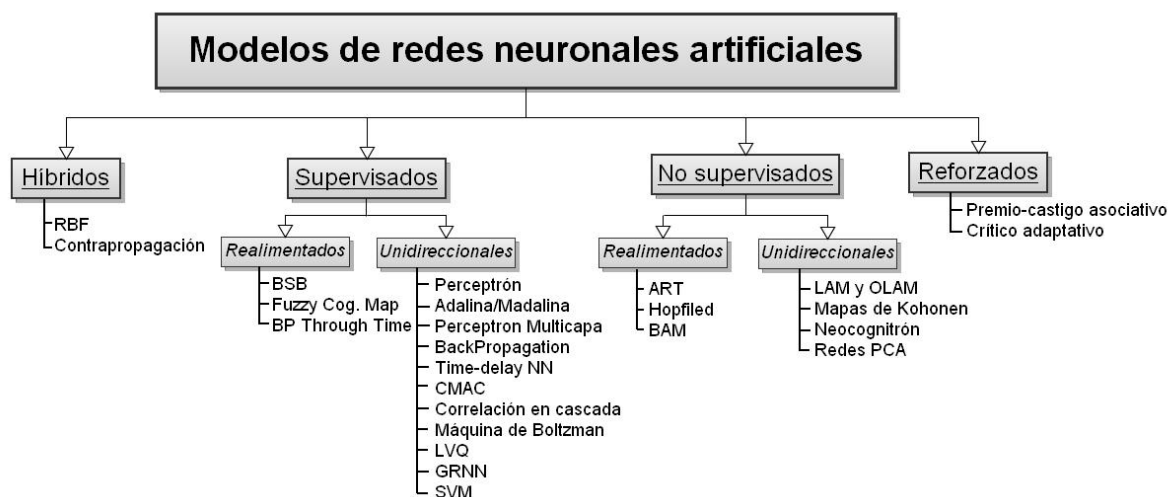 Modelos de redes neuronales artificiales
Híbridos
RBF
Contrapropagación
Supervisados
Realimentados
BSB
Fuzzy Cog. Map
BP Through Time
Unidireccionales
Perceptrón
Adalina/Madalina
Perceptron Multicapa
BackPropagation
Time-delay NN
CMAC
Correlación en cascada
Máquina de Boltzman
LVQ
GRNN
SVM
No supervisados
Realimentados
ART
Hopfiled
BAM
Unidireccionales
LAM y OLAM
Mapas de Kohonen
Neocognitrón
Redes PCA
Reforzados
Premio-castigo asociativo
Crítico adaptativo